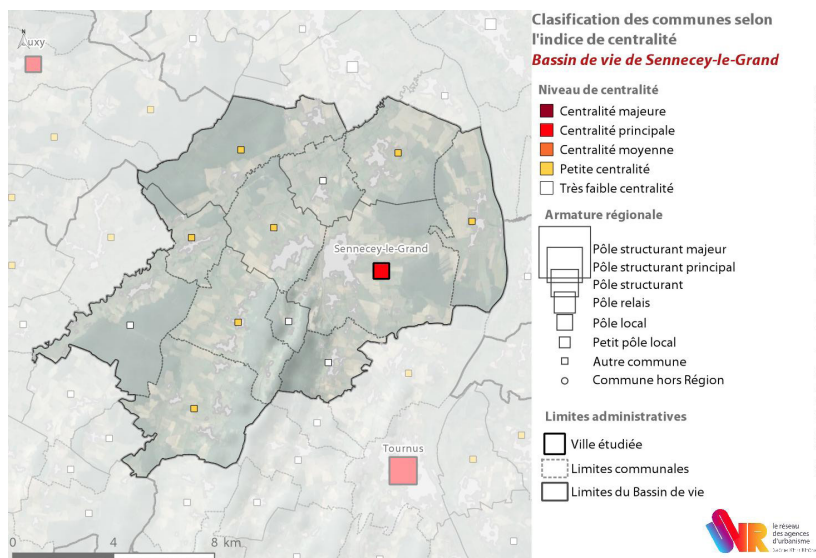 Clasification des communes selon
l'indice de centralité
Bassin de vie de Sennecey-le-Grand
Niveau de centralité
Centralité majeure
Centralité principale
Centralité moyenne
Petite centralité
Très faible centralité
Armature régionale
Pôle structurant majeur
Pôle structurant principal
Pôle structurant
Pôle relais
Pôle local
Petit pôle local
Autre commune
Commune hors Région
Limites administratives
Ville étudiée
Limites communales
Limites du Bassin de vie
N
Auxy
Sennecey-le-Grand
Tournus
0 4 8 km
le réseau
des agences
d'urbanisme